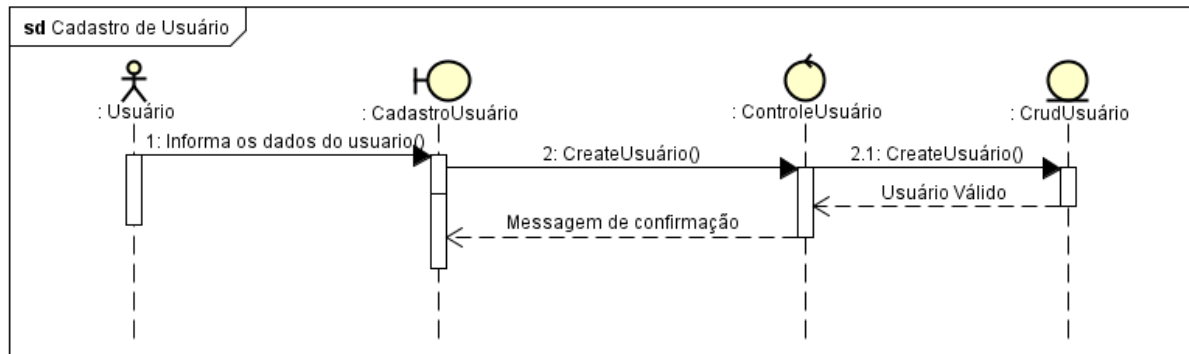 sd Cadastro de Usuário
: Usuário
: CadastroUsuário
: ControleUsuário
: CrudUsuário
1: Informa os dados do usuario()
2: CreateUsuário()
2.1: CreateUsuário()
Usuário Válido
Messagem de confirmação